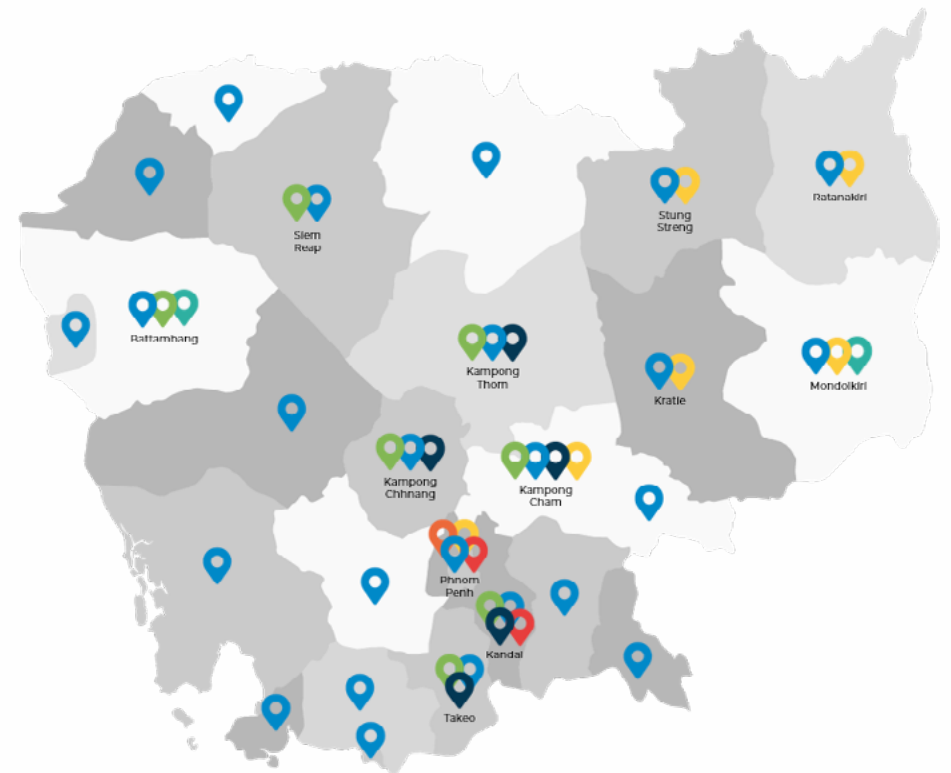 Siem
Reap
Stung
Streng
Ratanakiri
Battambang
Kampong
Thom
Kratie
Mondolkiri
Kampong
Chhnang
Kampong
Cham
Phnom
Penh
Kandal
Takeo